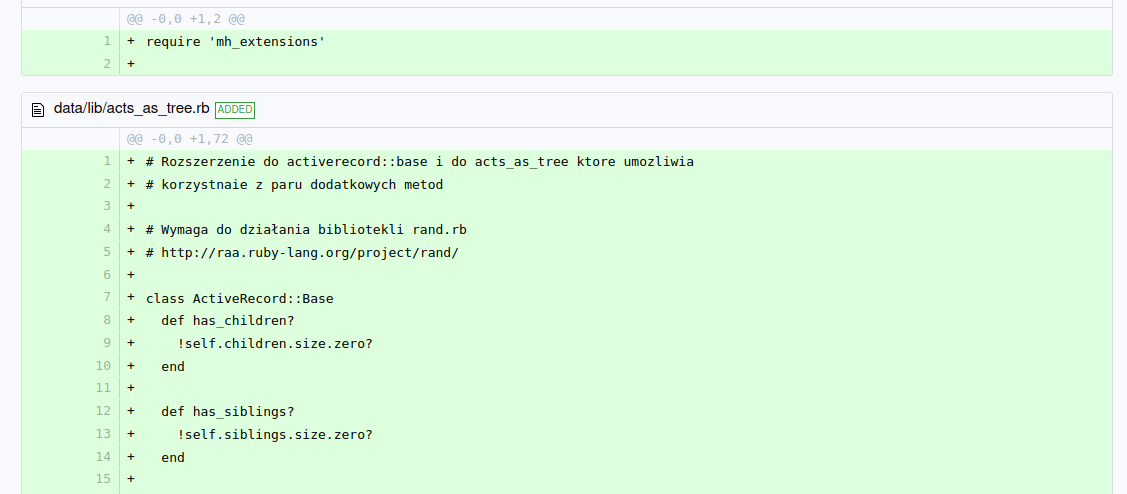 @@ -0,0 +1,2 @@
1 + require 'mh_extensions'
2 +
data/lib/acts_as_tree.rb ADDED
@@ -0,0 +1,72 @@
1 + # Rozszerzenie do activerecord::base i do acts_as_tree ktore umozliwia
2 + # korzystnaie z paru dodatkowych metod
3 +
4 + # Wymaga do działania bibliotekli rand.rb
5 + # http://raa.ruby-lang.org/project/rand/
6 +
7 + class ActiveRecord::Base
8 + def has_children?
9 + !self.children.size.zero?
10 + end
11 +
12 + def has_siblings?
13 + !self.siblings.size.zero?
14 + end
15 +